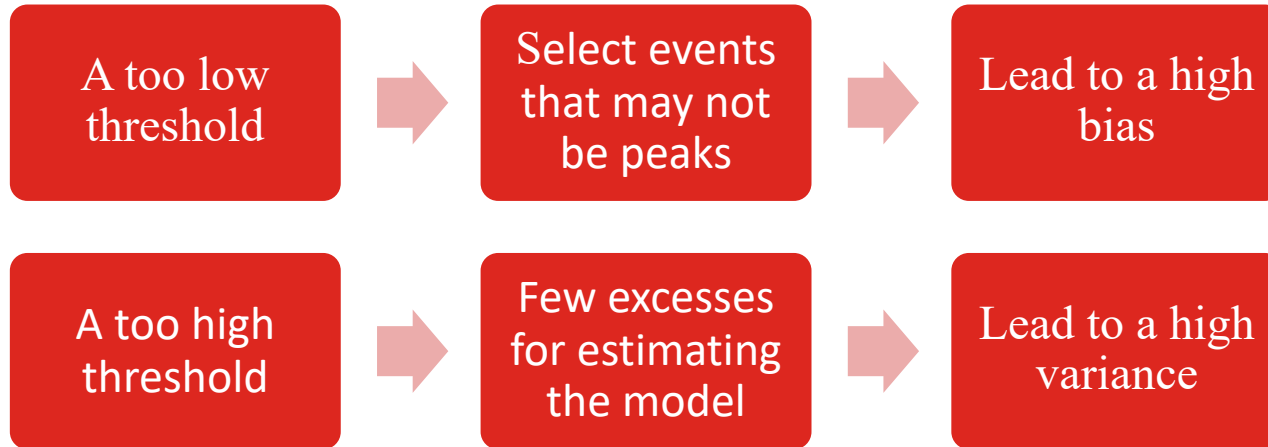 A too low
threshold
Select events
that may not
be peaks
Lead to a high
bias
A too high
threshold
Few excesses
for estimating
the model
Lead to a high
variance